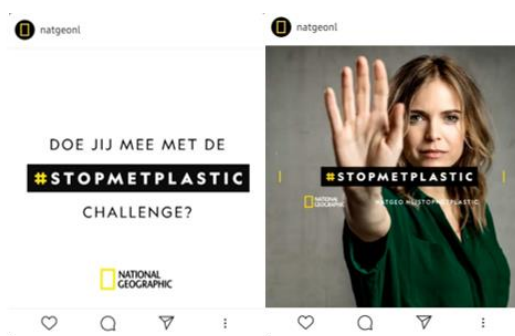 natgeonl
DOE JIJ MEE MET DE
#STOPMETPLASTIC
CHALLENGE?
NATIONAL
GEOGRAPHIC
natgeonl
#STOPMETPLASTIC
NATIONAL
GEOGRAPHIC
NATGEO.NL/STOPMETPLASTIC